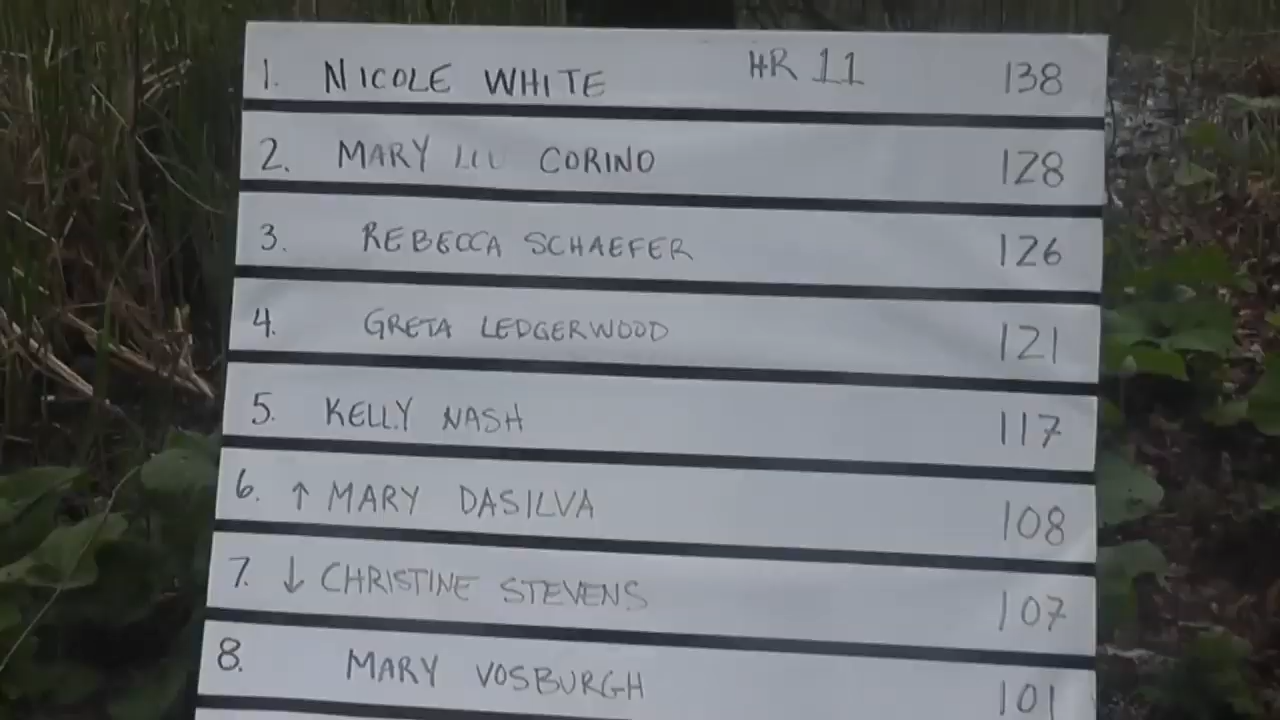 1. NICOLE WHITE HR 11 138
2. MARY LOU CORINO 128
3. REBECCA SCHAEFER 126
4. GRETA LEDGERWOOD 121
5. KELLY NASH 117
6. ↑ MARY DASILVA 108
7. ↓ CHRISTINE STEVENS 107
8. MARY VOSBURGH 101